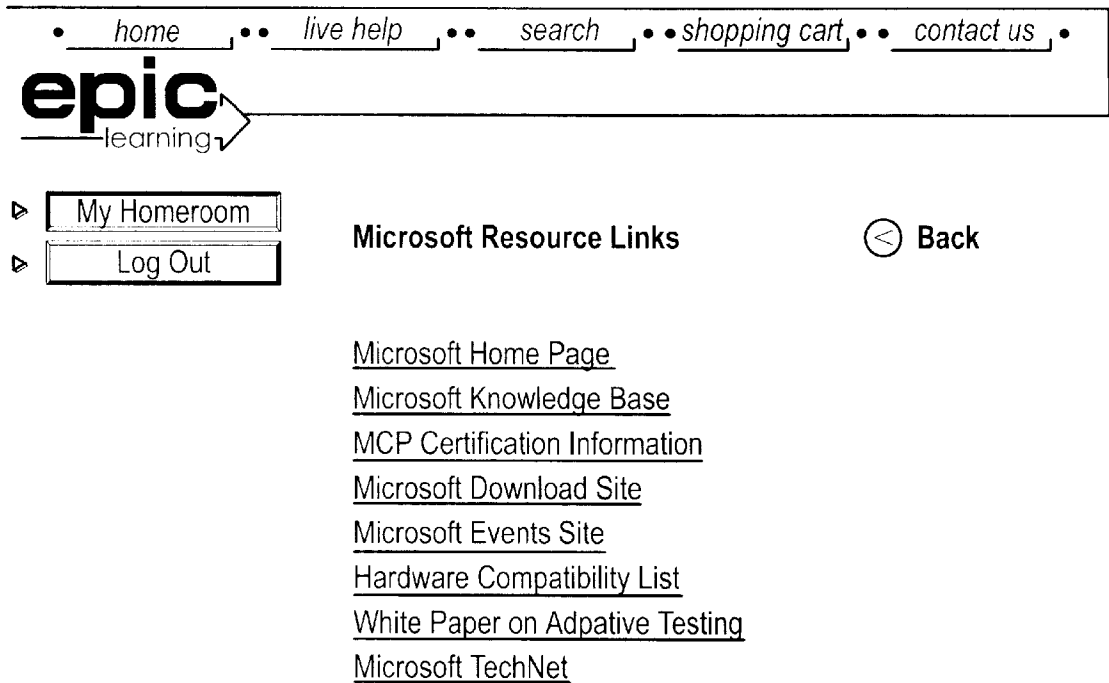 home live help search shopping cart contact us
epic
learning
My Homeroom
Log Out
Microsoft Resource Links Back
Microsoft Home Page
Microsoft Knowledge Base
MCP Certification Information
Microsoft Download Site
Microsoft Events Site
Hardware Compatibility List
White Paper on Adpative Testing
Microsoft TechNet